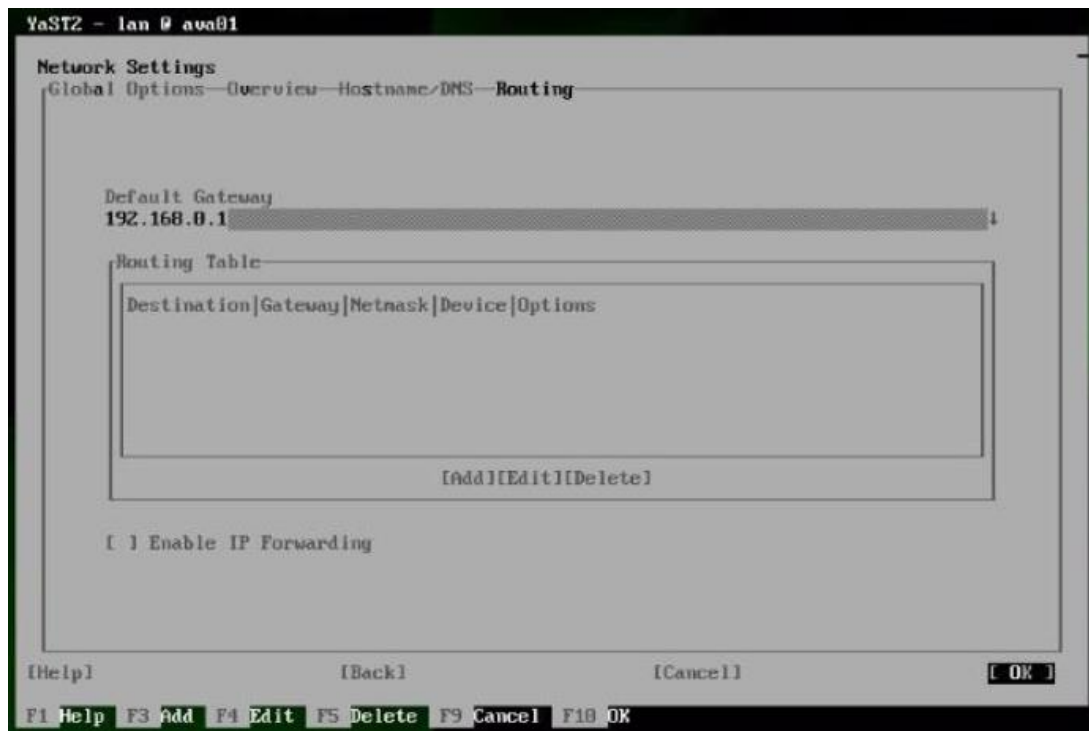 YaST2 - lan @ ava01
Network Settings
Global Options Overview Hostname/DNS Routing
Default Gateway
192.168.0.1
Routing Table
Destination|Gateway|Netmask|Device|Options
[Add][Edit][Delete]
[ ] Enable IP Forwarding
[Help] [Back] [Cancel] [ OK ]
F1 Help F3 Add F4 Edit F5 Delete F9 Cancel F10 OK